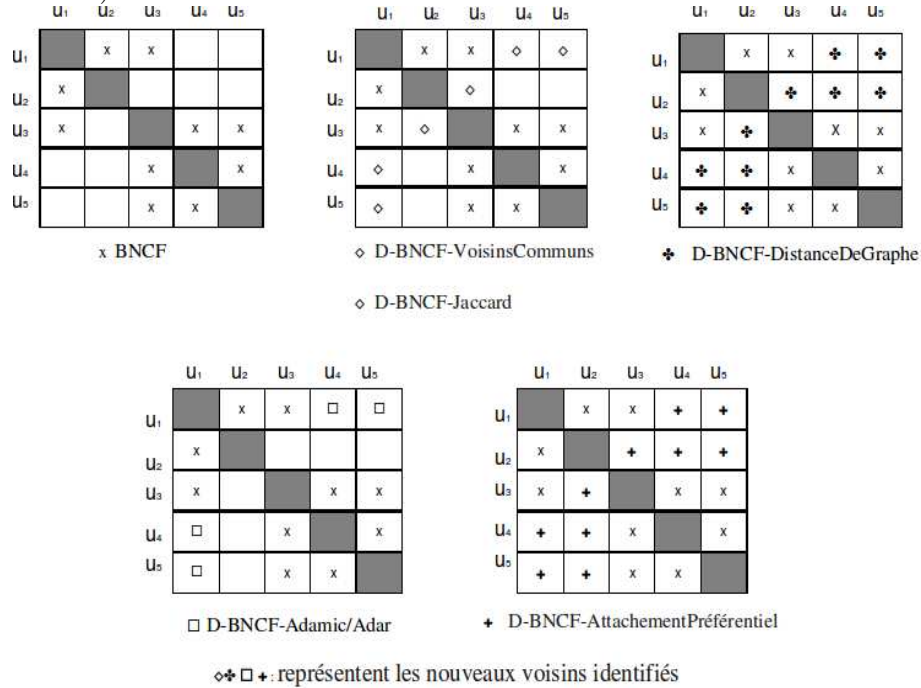 u1 u2 u3 u4 u5
u1 u2 u3 u4 u5
u1 u2 u3 u4 u5
u1 x x
u1 x x ◇ ◇
u1 x x ✤ ✤
u2 x
u2 x ◇
u2 x ✤ ✤ ✤
u3 x x x
u3 x ◇ x x
u3 x ✤ X x
u4 x x
u4 ◇ x x
u4 ✤ ✤ x x
u5 x x
u5 ◇ x x
u5 ✤ ✤ x x
x BNCF
◇ D-BNCF-VoisinsCommuns
✤ D-BNCF-DistanceDeGraphe
◇ D-BNCF-Jaccard
u1 u2 u3 u4 u5
u1 u2 u3 u4 u5
u1 x x □ □
u1 x x + +
u2 x
u2 x + + +
u3 x x x
u3 x + x x
u4 □ x x
u4 + + x x
u5 □ x x
u5 + + x x
□ D-BNCF-Adamic/Adar
+ D-BNCF-AttachementPréférentiel
◇✤ □ + : représentent les nouveaux voisins identifiés